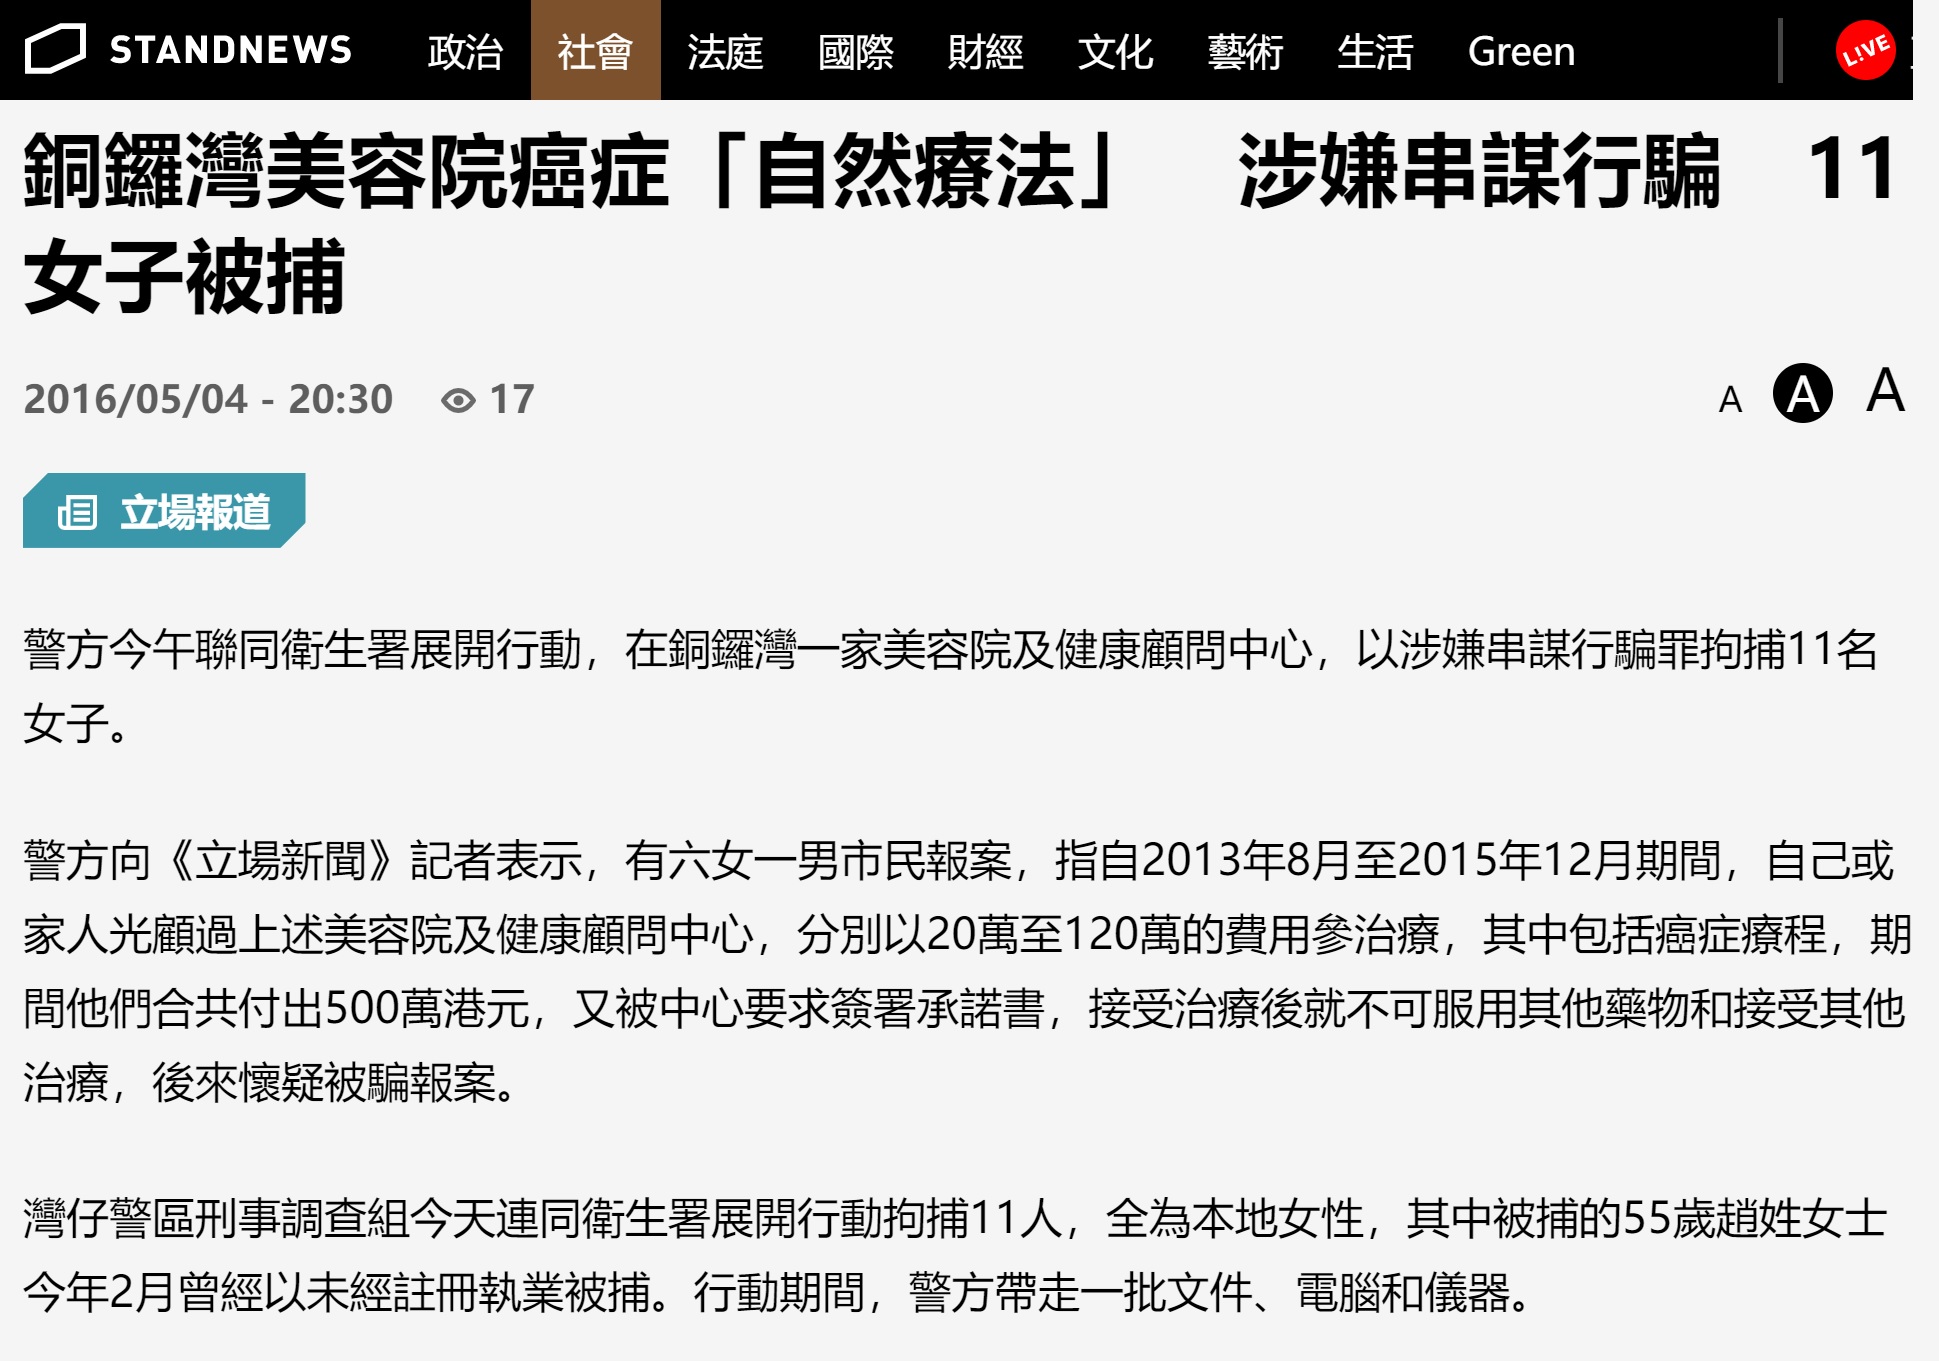 STANDNEWS 政治 社會 法庭 國際 財經 文化 藝術 生活 Green L!VE
銅鑼灣美容院癌症「自然療法」　涉嫌串謀行騙　11
女子被捕
2016/05/04 - 20:30 17 A A A
立場報道
警方今午聯同衛生署展開行動，在銅鑼灣一家美容院及健康顧問中心，以涉嫌串謀行騙罪拘捕11名
女子。
警方向《立場新聞》記者表示，有六女一男市民報案，指自2013年8月至2015年12月期間，自己或
家人光顧過上述美容院及健康顧問中心，分別以20萬至120萬的費用參治療，其中包括癌症療程，期
間他們合共付出500萬港元，又被中心要求簽署承諾書，接受治療後就不可服用其他藥物和接受其他
治療，後來懷疑被騙報案。
灣仔警區刑事調查組今天連同衛生署展開行動拘捕11人，全為本地女性，其中被捕的55歲趙姓女士
今年2月曾經以未經註冊執業被捕。行動期間，警方帶走一批文件、電腦和儀器。